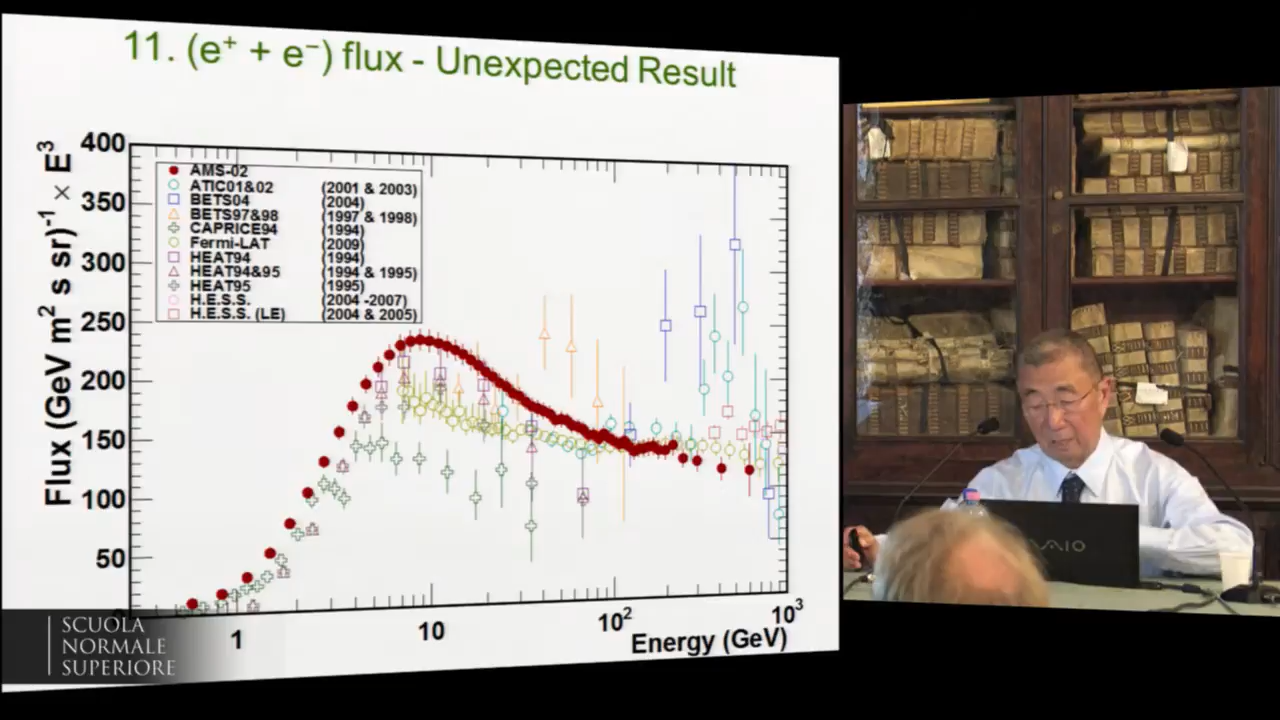 11. (e⁺ + e⁻) flux - Unexpected Result
Flux (GeV m² s sr)⁻¹ × E³
400
350
300
250
200
150
100
50
AMS-02
ATIC01&02 (2001 & 2003)
BETS04 (2004)
BETS97&98 (1997 & 1998)
CAPRICE94 (1994)
Fermi-LAT (2009)
HEAT94 (1994)
HEAT94&95 (1994 & 1995)
HEAT95 (1995)
H.E.S.S. (2004 -2007)
H.E.S.S. (LE) (2004 & 2005)
1
10
10²
10³
Energy (GeV)
SCUOLA
NORMALE
SUPERIORE
VAIO